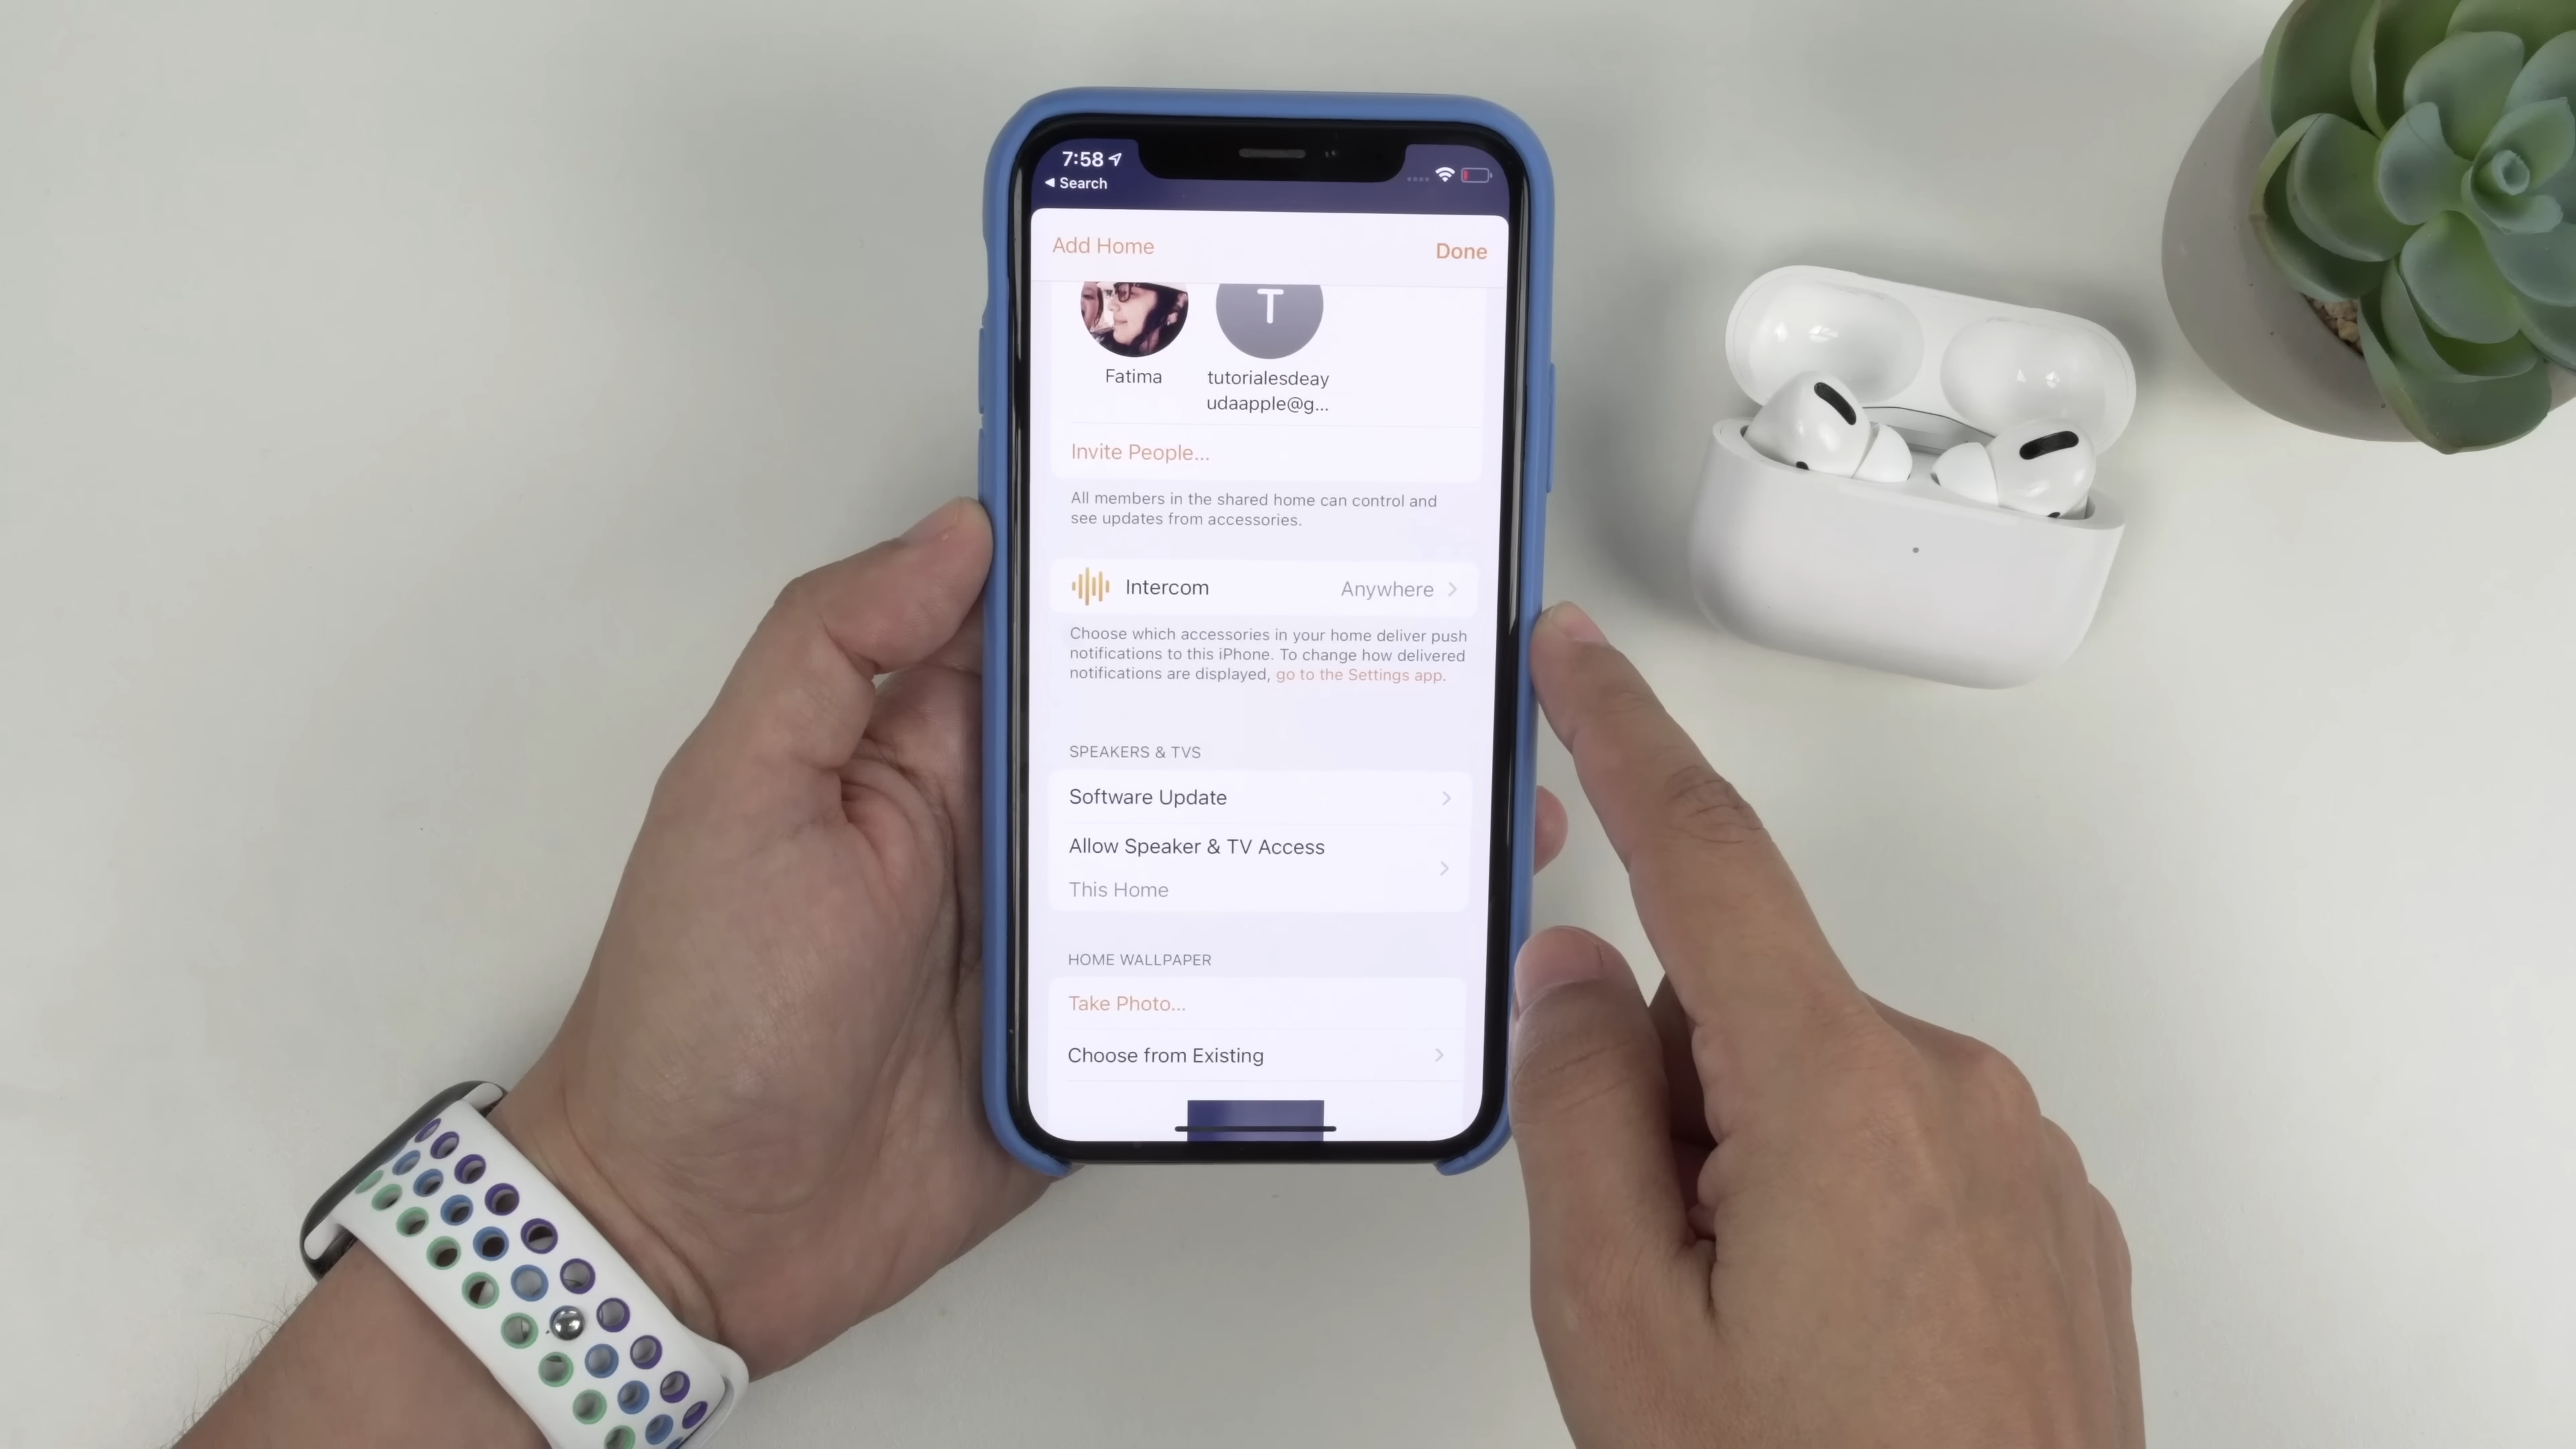 7:58
Search
Add Home
Done
T
Fatima
tutorialesdeay
udaapple@g...
Invite People...
All members in the shared home can control and
see updates from accessories.
Intercom
Anywhere
Choose which accessories in your home deliver push
notifications to this iPhone. To change how delivered
notifications are displayed, go to the Settings app.
SPEAKERS & TVS
Software Update
Allow Speaker & TV Access
This Home
HOME WALLPAPER
Take Photo...
Choose from Existing